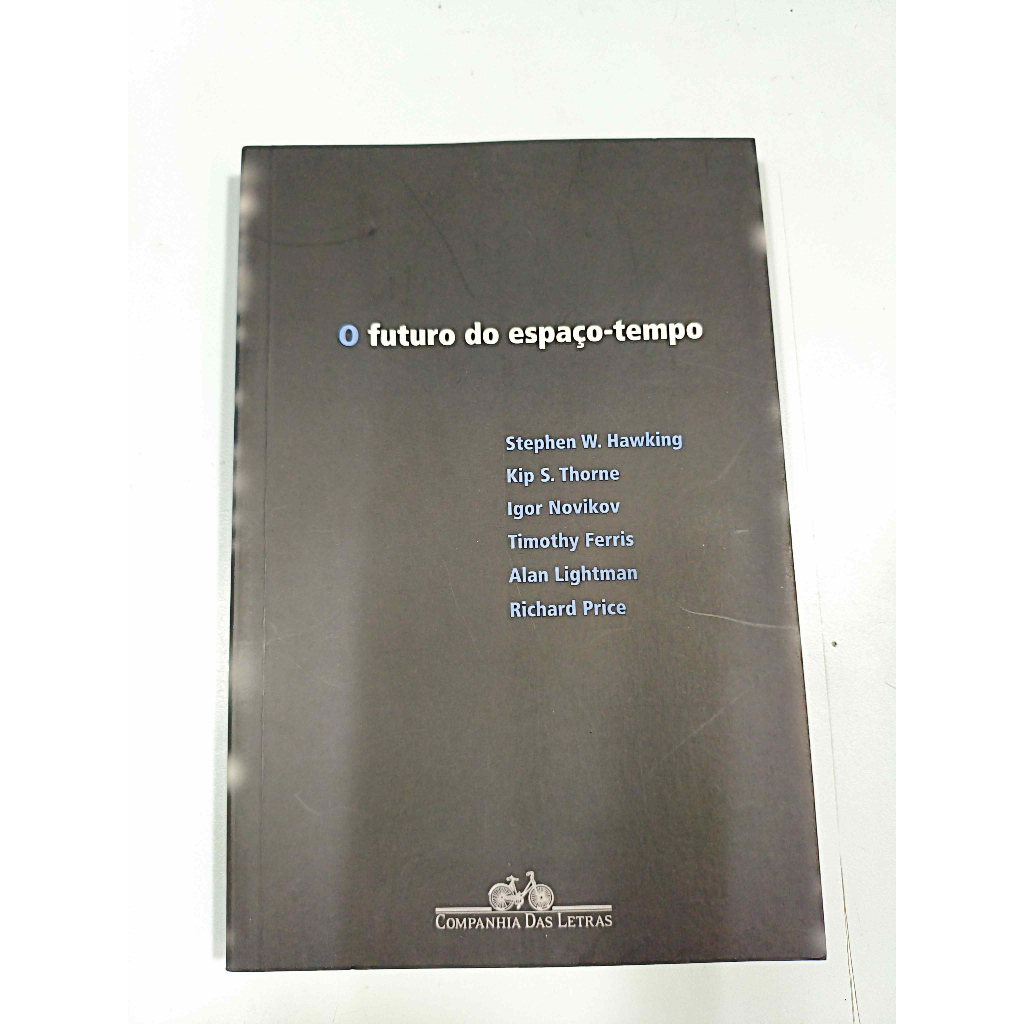 O futuro do espaço-tempo
Stephen W. Hawking
Kip S. Thorne
Igor Novikov
Timothy Ferris
Alan Lightman
Richard Price
COMPANHIA DAS LETRAS